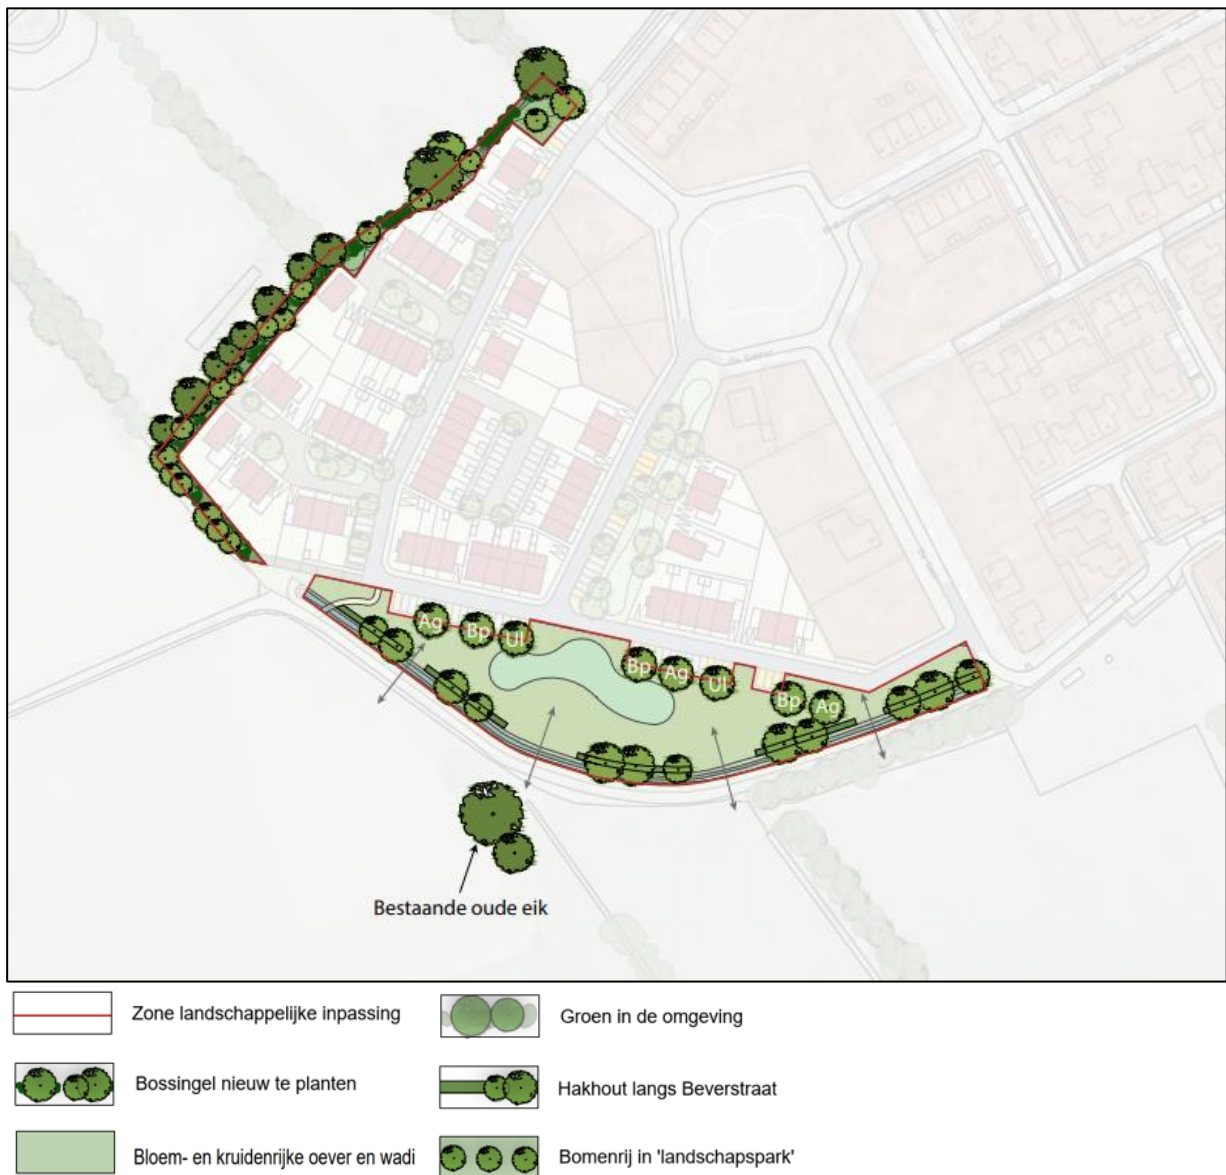 Ag
Bp
Ul
Bp
Ag
Ul
Bp
Ag
Bestaande oude eik
Zone landschappelijke inpassing
Groen in de omgeving
Bossingel nieuw te planten
Hakhout langs Beverstraat
Bloem- en kruidenrijke oever en wadi
Bomenrij in 'landschapspark'